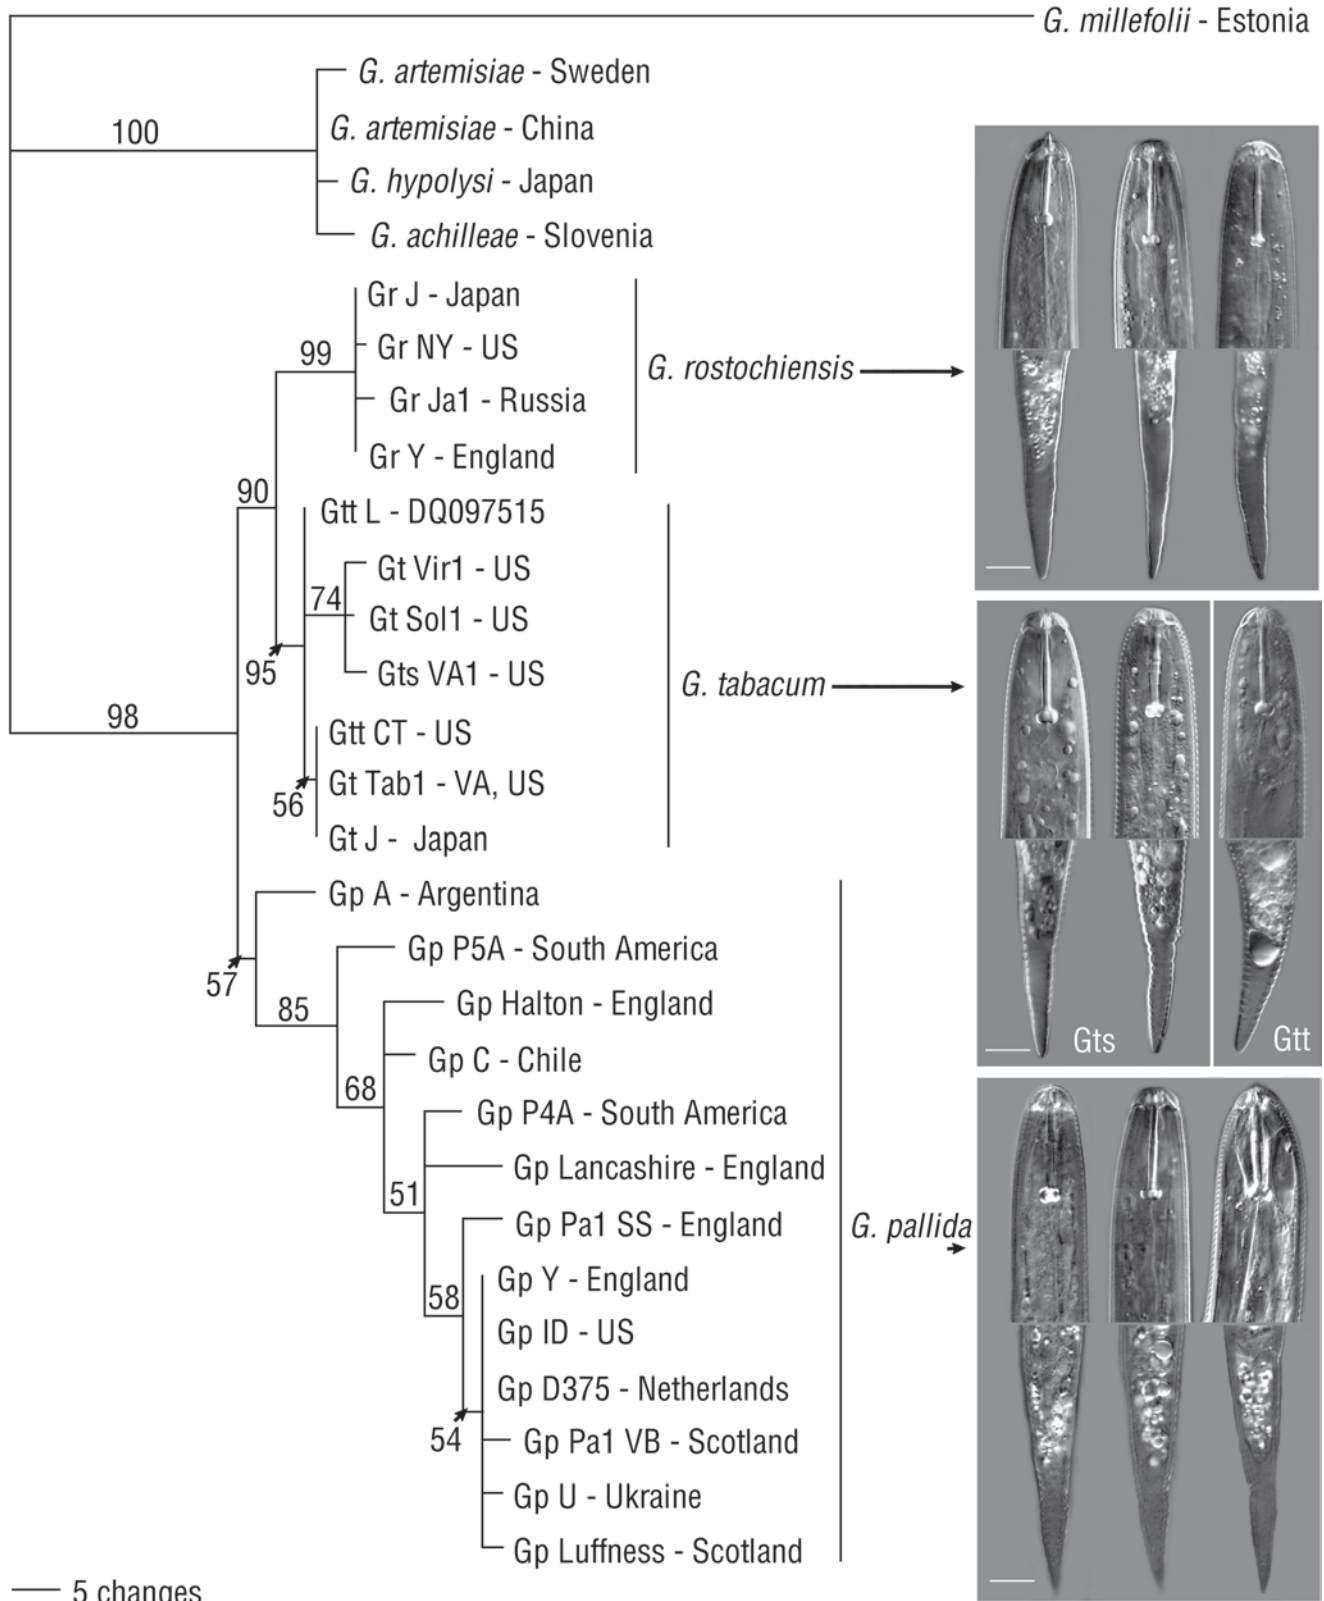 G. millefolii - Estonia
G. artemisiae - Sweden
100
G. artemisiae - China
G. hypolysi - Japan
G. achilleae - Slovenia
Gr J - Japan
99
Gr NY - US
G. rostochiensis
Gr Ja1 - Russia
Gr Y - England
90
Gtt L - DQ097515
Gt Vir1 - US
74
Gt Sol1 - US
95
Gts VA1 - US
G. tabacum
98
Gtt CT - US
Gt Tab1 - VA, US
56
Gt J - Japan
Gp A - Argentina
Gp P5A - South America
57
85
Gp Halton - England
Gts
Gtt
Gp C - Chile
68
Gp P4A - South America
Gp Lancashire - England
51
Gp Pa1 SS - England
G. pallida
Gp Y - England
58
Gp ID - US
Gp D375 - Netherlands
54
Gp Pa1 VB - Scotland
Gp U - Ukraine
Gp Luffness - Scotland
5 changes